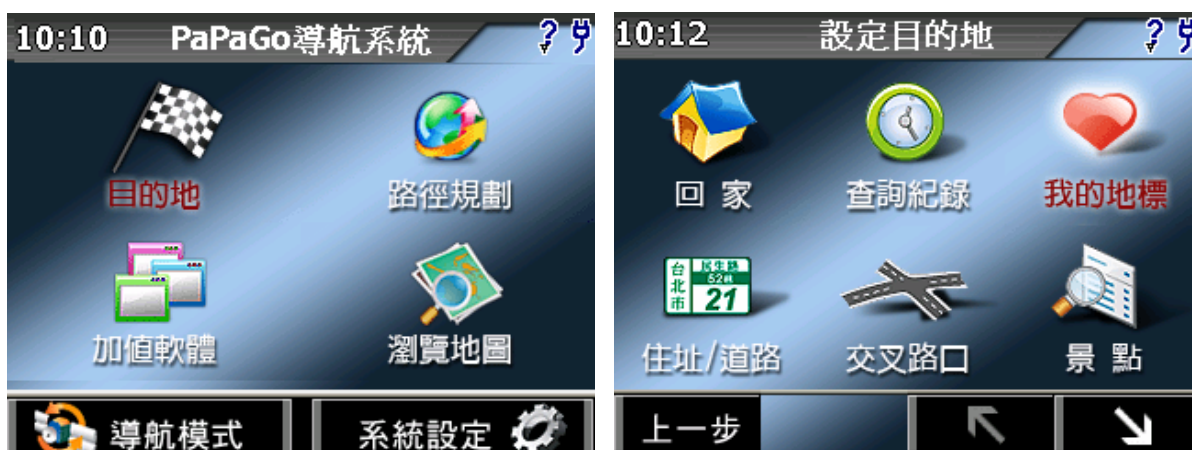 10:10 PaPaGo導航系統
目的地
路徑規劃
加值軟體
瀏覽地圖
導航模式
系統設定
10:12 設定目的地
回 家
查詢紀錄
我的地標
台北市
民生路
21
住址/道路
交叉路口
景 點
上一步